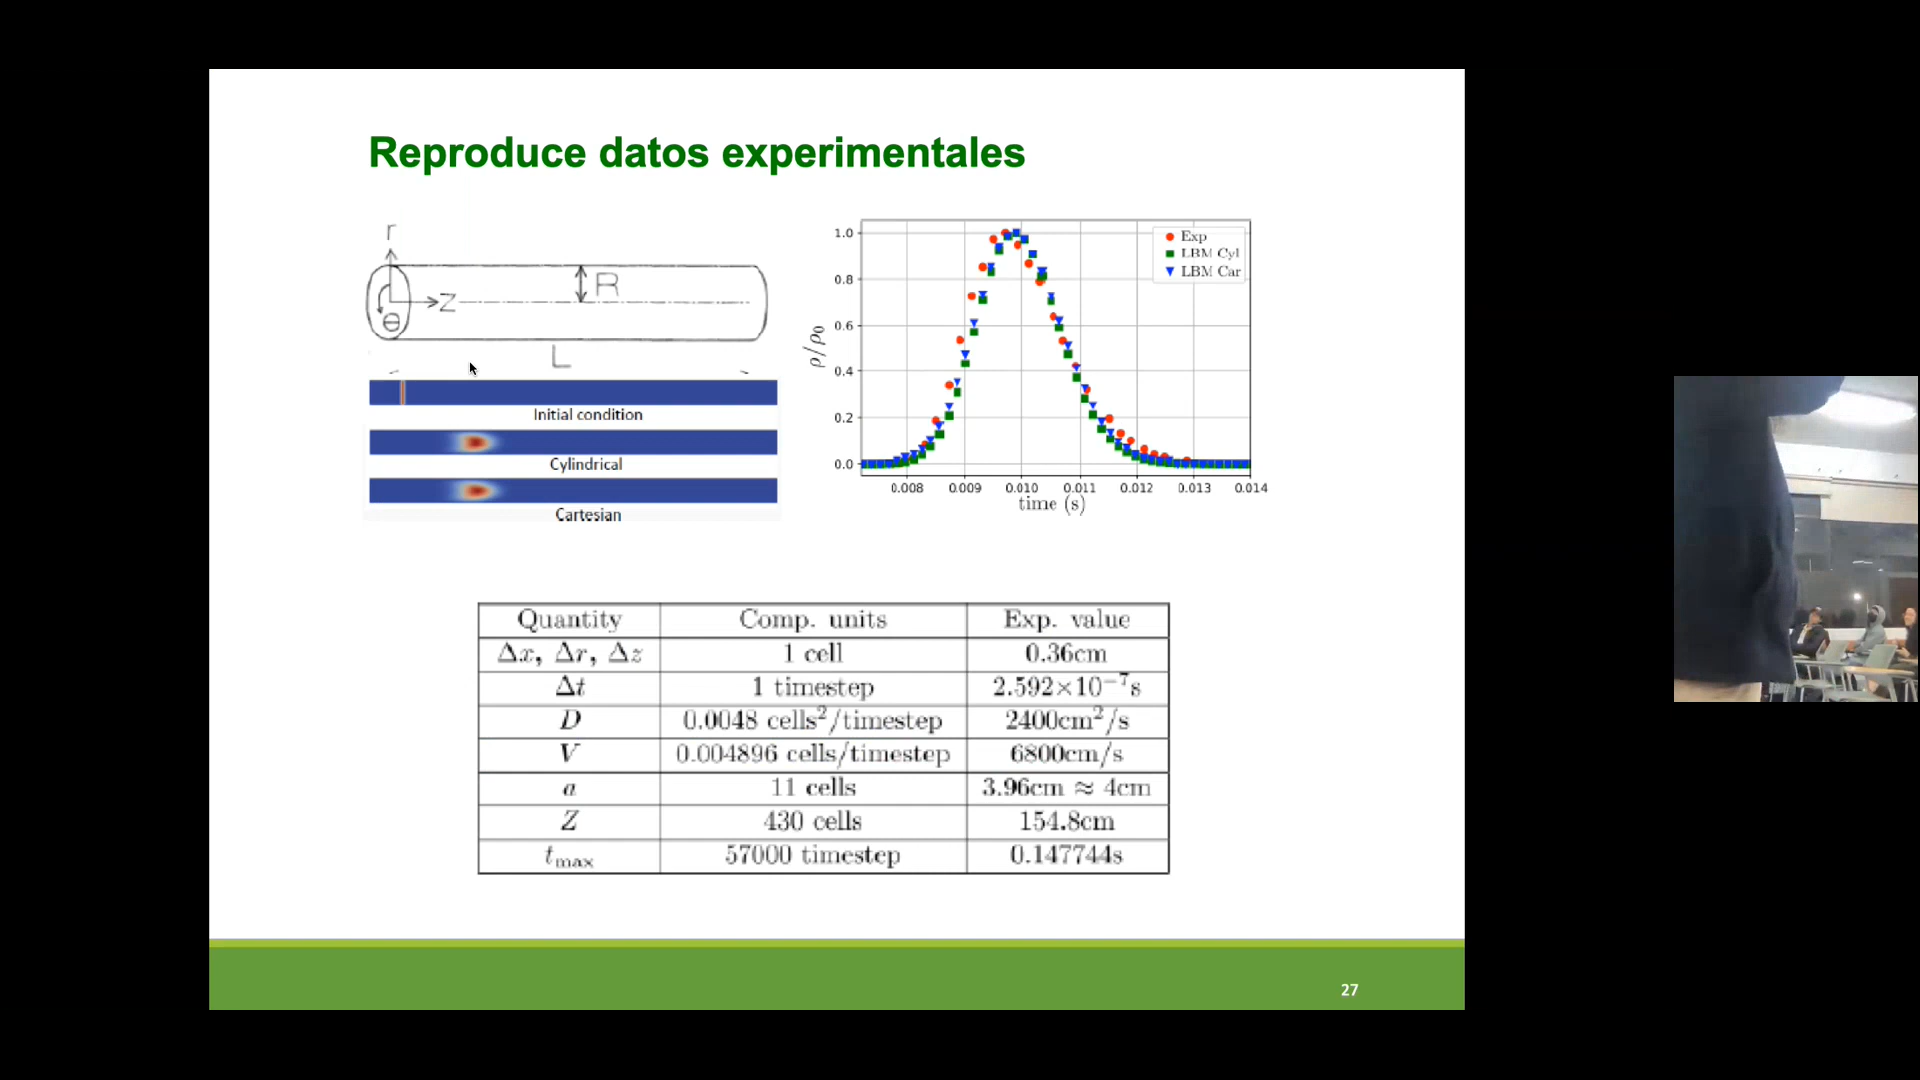 Reproduce datos experimentales
r
R
Z
θ
L
Initial condition
Cylindrical
Cartesian
1.0
0.8
0.6
0.4
0.2
0.0
ρ/ρ₀
Exp
LBM Cyl
LBM Car
0.008 0.009 0.010 0.011 0.012 0.013 0.014
time (s)
Quantity Comp. units Exp. value
Δx, Δr, Δz 1 cell 0.36cm
Δt 1 timestep 2.592×10⁻⁷s
D 0.0048 cells²/timestep 2400cm²/s
V 0.004896 cells/timestep 6800cm/s
a 11 cells 3.96cm ≈ 4cm
Z 430 cells 154.8cm
t_max 57000 timestep 0.147744s
27